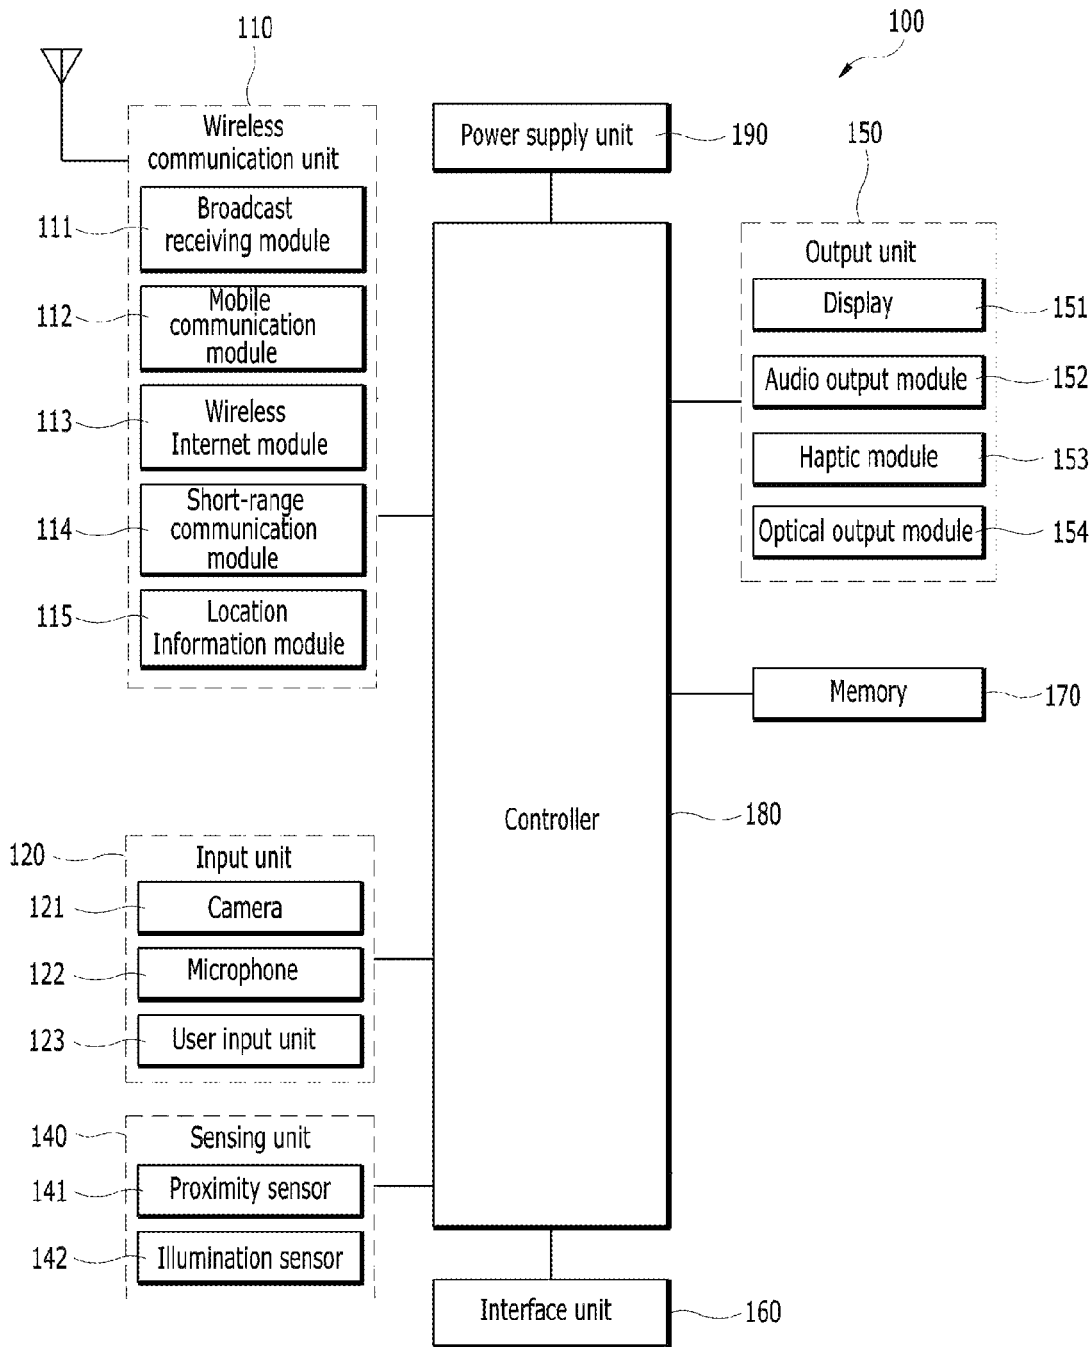 100
110
Wireless
communication unit
111
Broadcast
receiving module
112
Mobile
communication
module
113
Wireless
Internet module
114
Short-range
communication
module
115
Location
Information module
Power supply unit
190
150
Output unit
Display
151
Audio output module
152
Haptic module
153
Optical output module
154
Memory
170
Controller
180
120
Input unit
121
Camera
122
Microphone
123
User input unit
140
Sensing unit
141
Proximity sensor
142
Illumination sensor
Interface unit
160